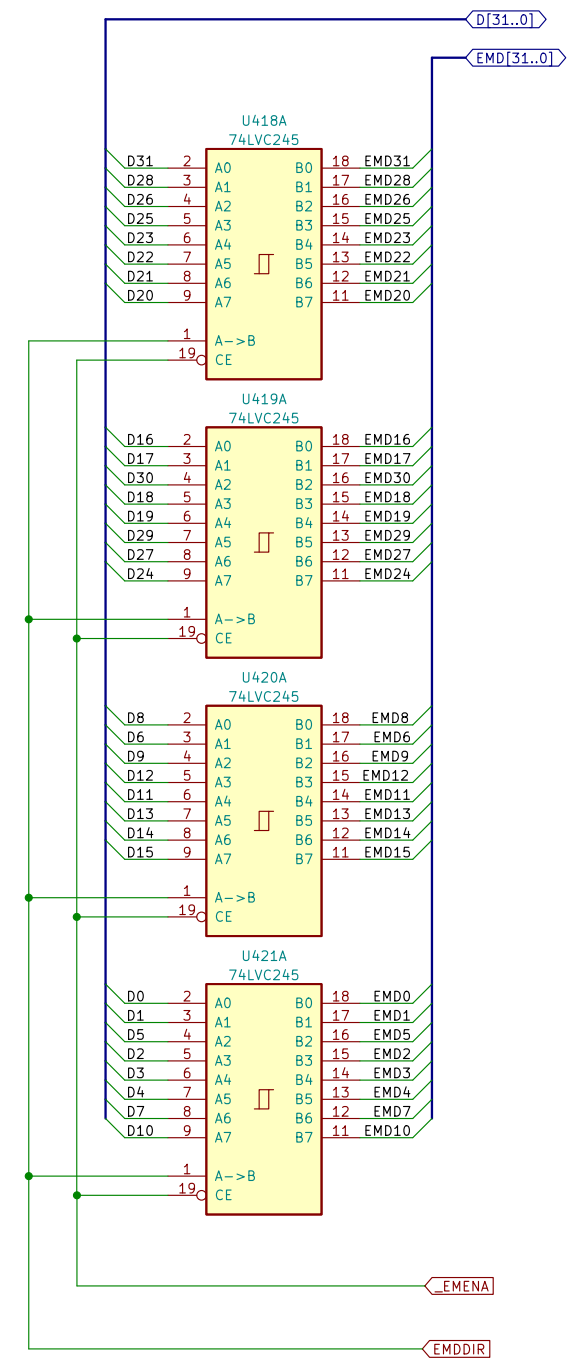 D[31..0]
EMD[31..0]
U418A
74LVC245
D31 2 A0 B0 18 EMD31
D28 3 A1 B1 17 EMD28
D26 4 A2 B2 16 EMD26
D25 5 A3 B3 15 EMD25
D23 6 A4 B4 14 EMD23
D22 7 A5 B5 13 EMD22
D21 8 A6 B6 12 EMD21
D20 9 A7 B7 11 EMD20
1 A->B
19 CE
U419A
74LVC245
D16 2 A0 B0 18 EMD16
D17 3 A1 B1 17 EMD17
D30 4 A2 B2 16 EMD30
D18 5 A3 B3 15 EMD18
D19 6 A4 B4 14 EMD19
D29 7 A5 B5 13 EMD29
D27 8 A6 B6 12 EMD27
D24 9 A7 B7 11 EMD24
1 A->B
19 CE
U420A
74LVC245
D8 2 A0 B0 18 EMD8
D6 3 A1 B1 17 EMD6
D9 4 A2 B2 16 EMD9
D12 5 A3 B3 15 EMD12
D11 6 A4 B4 14 EMD11
D13 7 A5 B5 13 EMD13
D14 8 A6 B6 12 EMD14
D15 9 A7 B7 11 EMD15
1 A->B
19 CE
U421A
74LVC245
D0 2 A0 B0 18 EMD0
D1 3 A1 B1 17 EMD1
D5 4 A2 B2 16 EMD5
D2 5 A3 B3 15 EMD2
D3 6 A4 B4 14 EMD3
D4 7 A5 B5 13 EMD4
D7 8 A6 B6 12 EMD7
D10 9 A7 B7 11 EMD10
1 A->B
19 CE
_EMENA
EMDDIR